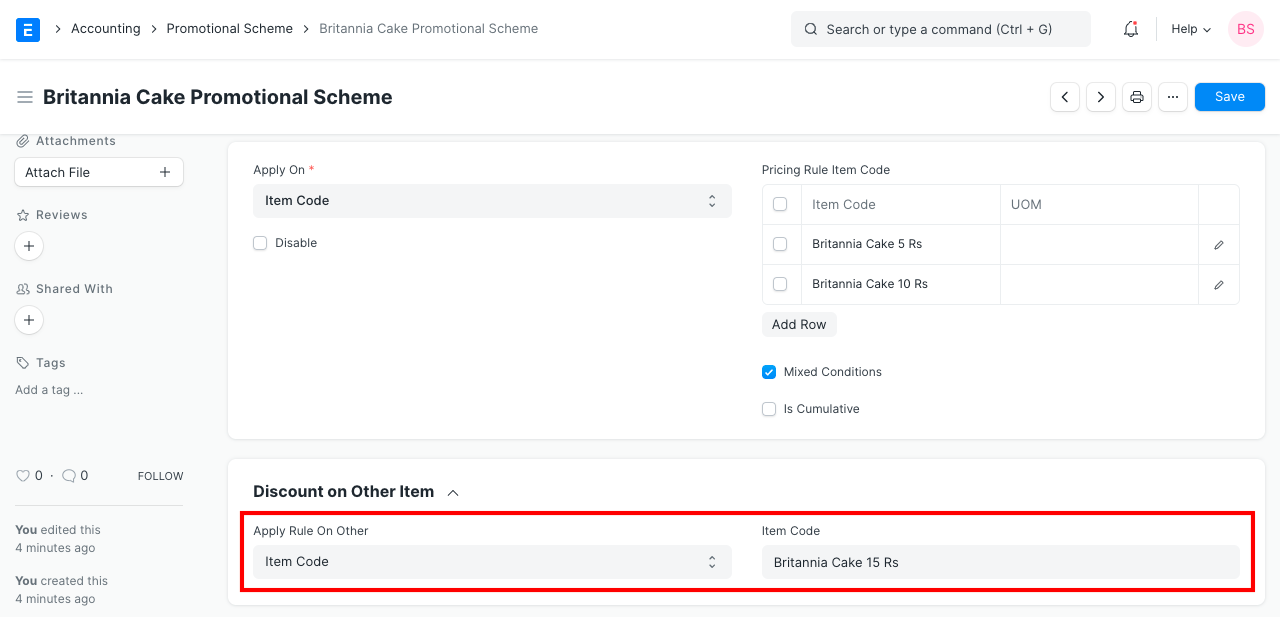 E Accounting Promotional Scheme Britannia Cake Promotional Scheme Search or type a command (Ctrl + G) Help BS
Britannia Cake Promotional Scheme Save
Attachments
Attach File
Reviews
Shared With
Tags
Add a tag ...
0 · 0 FOLLOW
You edited this
4 minutes ago
You created this
4 minutes ago
Apply On *
Item Code
Disable
Pricing Rule Item Code
Item Code UOM
Britannia Cake 5 Rs
Britannia Cake 10 Rs
Add Row
Mixed Conditions
Is Cumulative
Discount on Other Item
Apply Rule On Other
Item Code
Item Code
Britannia Cake 15 Rs